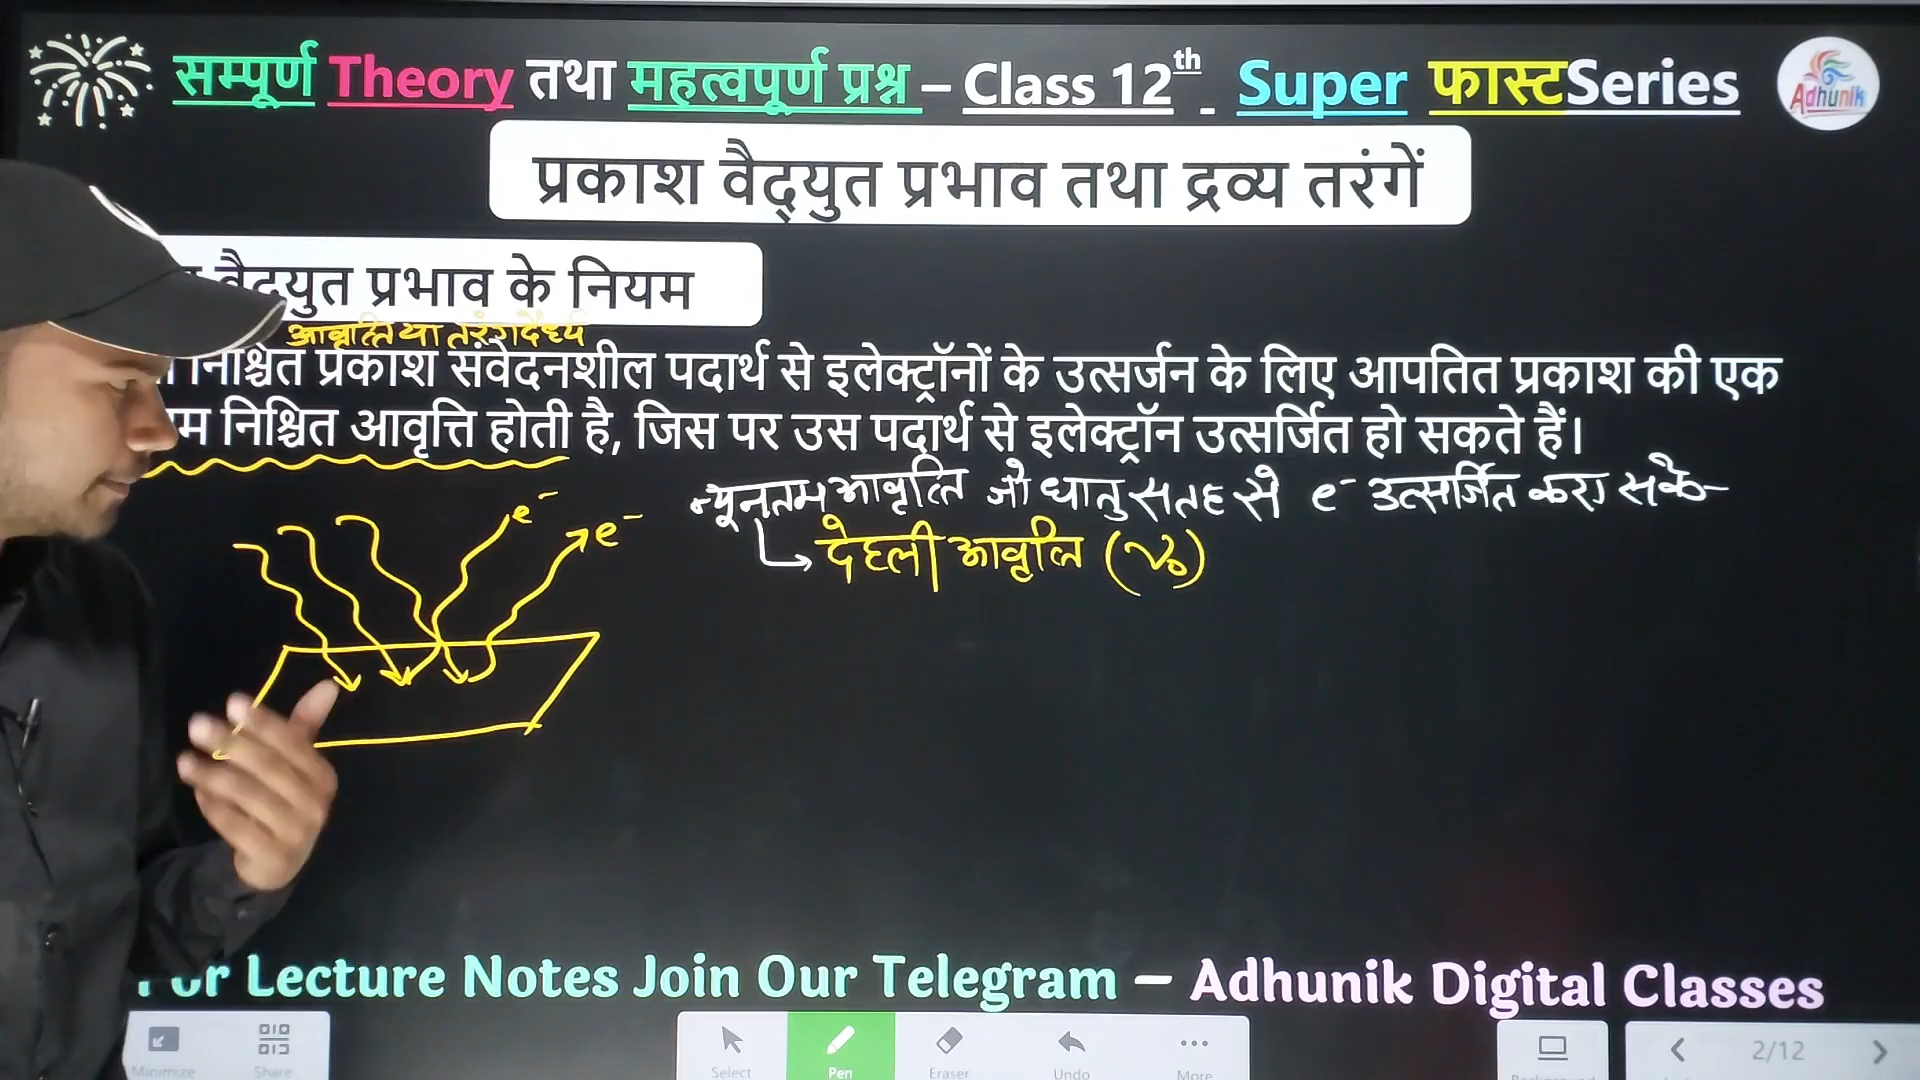 सम्पूर्ण Theory तथा महत्वपूर्ण प्रश्न – Class 12th - Super फास्टSeries
Adhunik
प्रकाश वैद्युत प्रभाव तथा द्रव्य तरंगें
वैद्युत प्रभाव के नियम
आवृत्ति या तरंगदैर्ध्य
निश्चित प्रकाश संवेदनशील पदार्थ से इलेक्ट्रॉनों के उत्सर्जन के लिए आपतित प्रकाश की एक
निश्चित आवृत्ति होती है, जिस पर उस पदार्थ से इलेक्ट्रॉन उत्सर्जित हो सकते हैं।
न्यूनतम आवृत्ति जो धातु सतह से e⁻ उत्सर्जित करा सके-
देहली आवृत्ति (ν₀)
e⁻
e⁻
For Lecture Notes Join Our Telegram – Adhunik Digital Classes
Minimize Share Select Pen Eraser Undo More 2/12